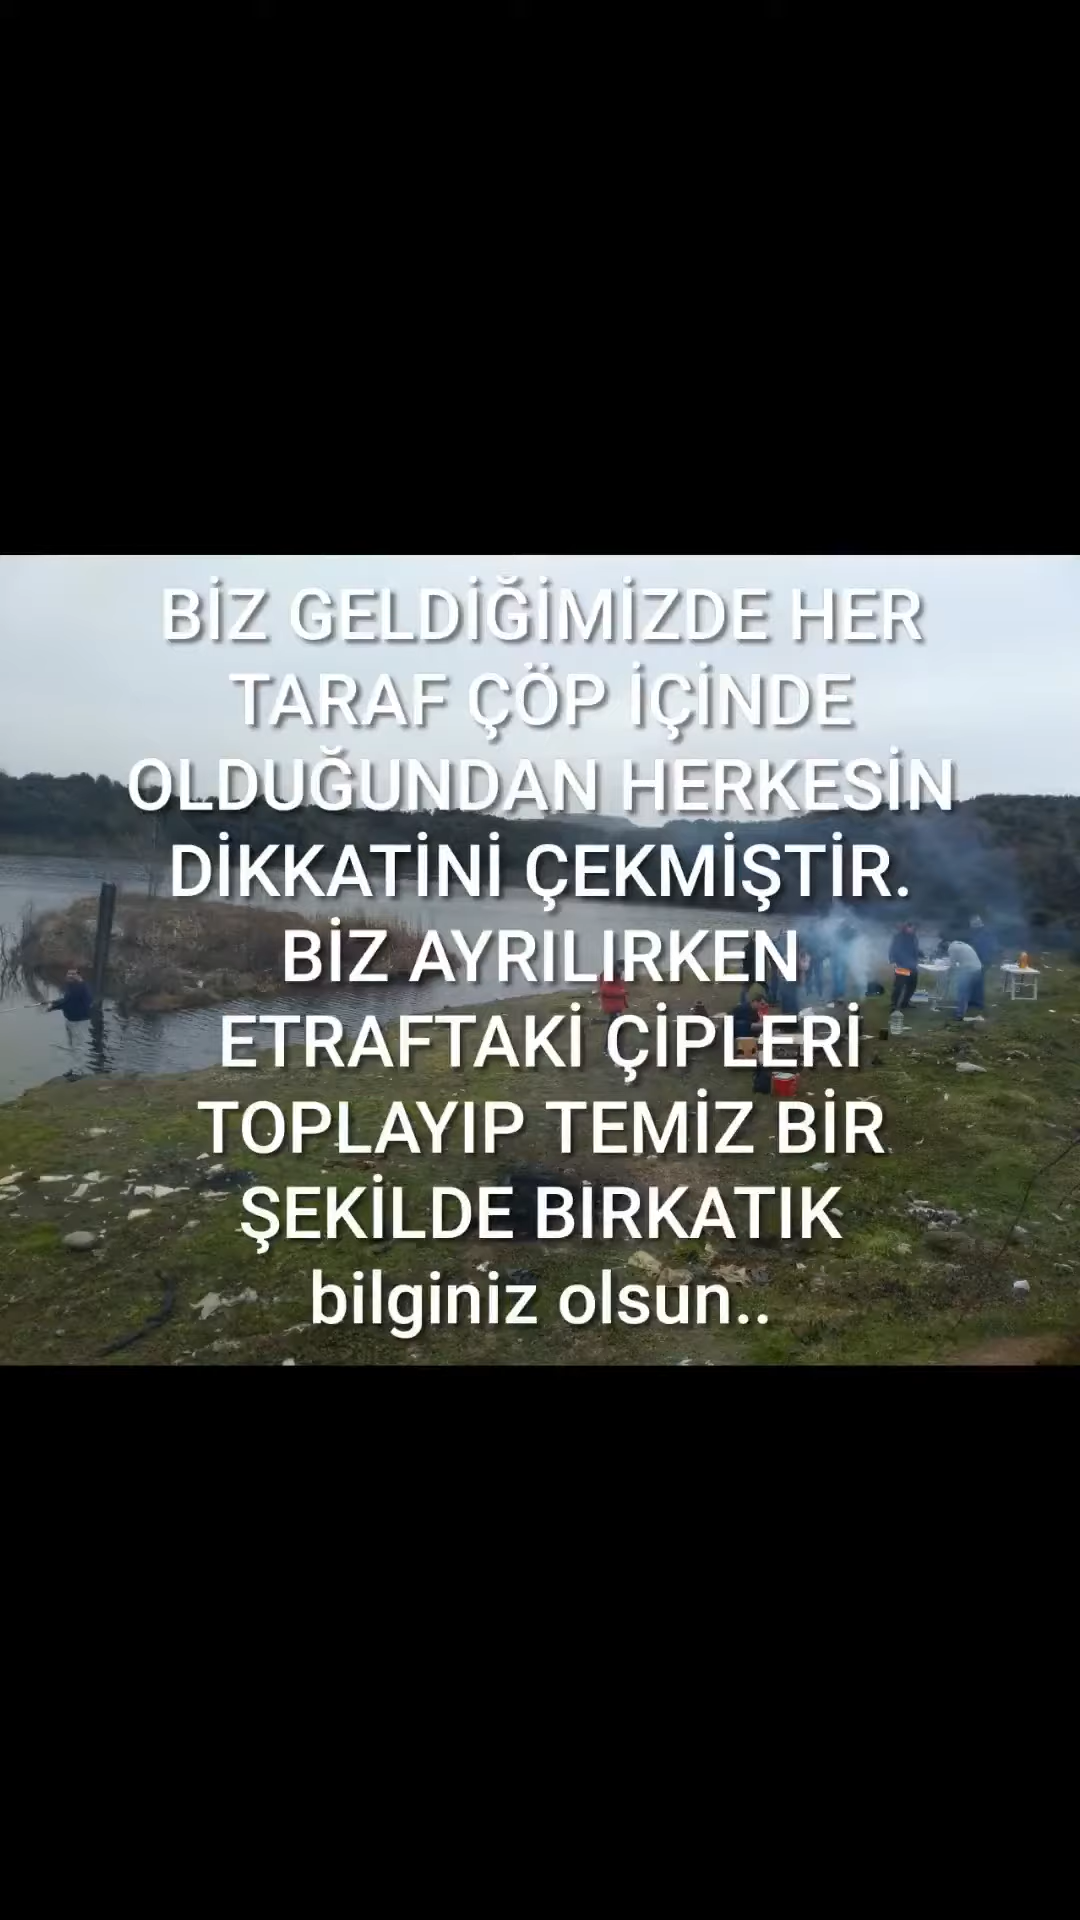 BİZ GELDİĞİMİZDE HER
TARAF ÇÖP İÇİNDE
OLDUĞUNDAN HERKESİN
DİKKATİNİ ÇEKMİŞTİR.
BİZ AYRILIRKEN
ETRAFTAKİ ÇİPLERİ
TOPLAYIP TEMİZ BİR
ŞEKİLDE BIRKATIK
bilginiz olsun..